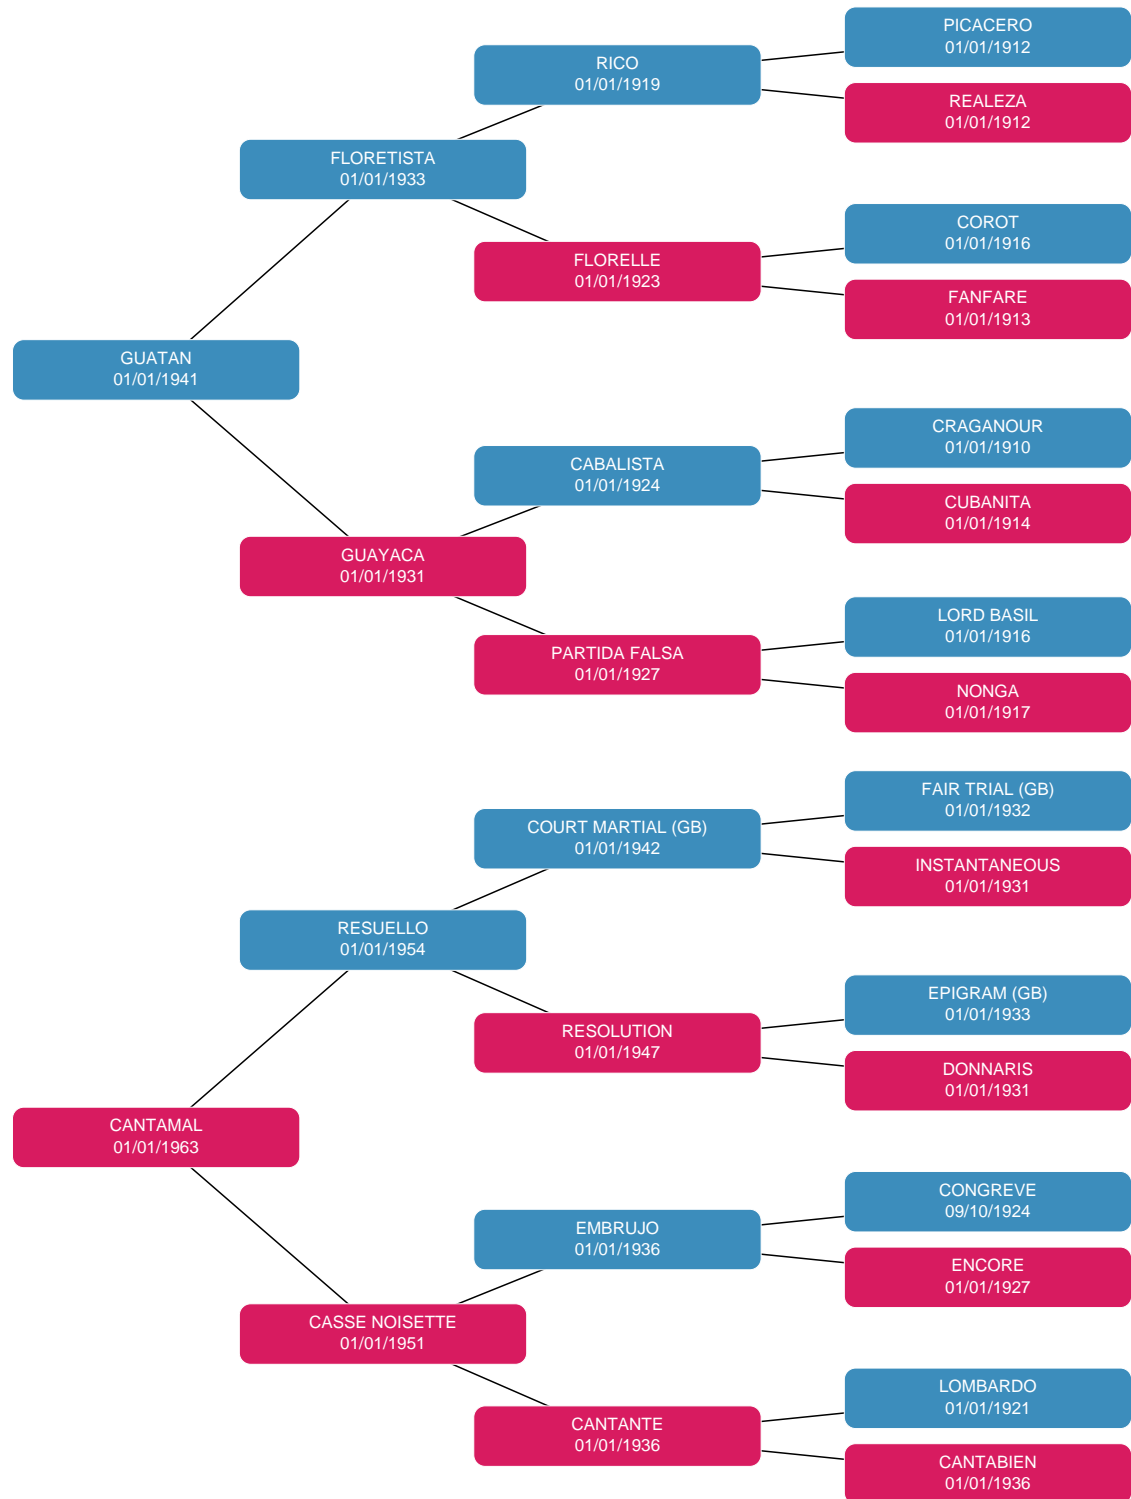 PICACERO
01/01/1912
RICO
01/01/1919
REALEZA
01/01/1912
FLORETISTA
01/01/1933
COROT
01/01/1916
FLORELLE
01/01/1923
FANFARE
01/01/1913
GUATAN
01/01/1941
CRAGANOUR
01/01/1910
CABALISTA
01/01/1924
CUBANITA
01/01/1914
GUAYACA
01/01/1931
LORD BASIL
01/01/1916
PARTIDA FALSA
01/01/1927
NONGA
01/01/1917
FAIR TRIAL (GB)
01/01/1932
COURT MARTIAL (GB)
01/01/1942
INSTANTANEOUS
01/01/1931
RESUELLO
01/01/1954
EPIGRAM (GB)
01/01/1933
RESOLUTION
01/01/1947
DONNARIS
01/01/1931
CANTAMAL
01/01/1963
CONGREVE
09/10/1924
EMBRUJO
01/01/1936
ENCORE
01/01/1927
CASSE NOISETTE
01/01/1951
LOMBARDO
01/01/1921
CANTANTE
01/01/1936
CANTABIEN
01/01/1936